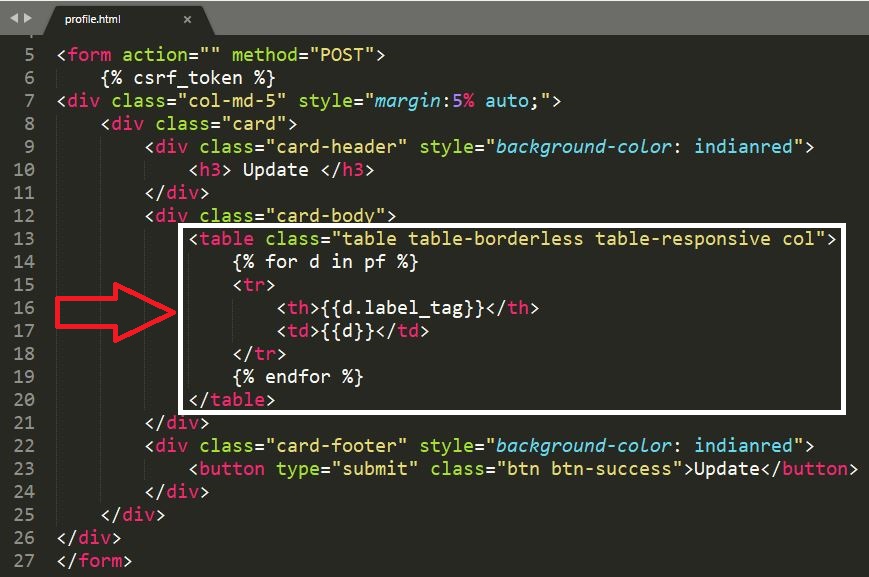 profile.html ×
5 <form action="" method="POST">
6 {% csrf_token %}
7 <div class="col-md-5" style="margin:5% auto;">
8 <div class="card">
9 <div class="card-header" style="background-color: indianred">
10 <h3> Update </h3>
11 </div>
12 <div class="card-body">
13 <table class="table table-borderless table-responsive col">
14 {% for d in pf %}
15 <tr>
16 <th>{{d.label_tag}}</th>
17 <td>{{d}}</td>
18 </tr>
19 {% endfor %}
20 </table>
21 </div>
22 <div class="card-footer" style="background-color: indianred">
23 <button type="submit" class="btn btn-success">Update</button>
24 </div>
25 </div>
26 </div>
27 </form>